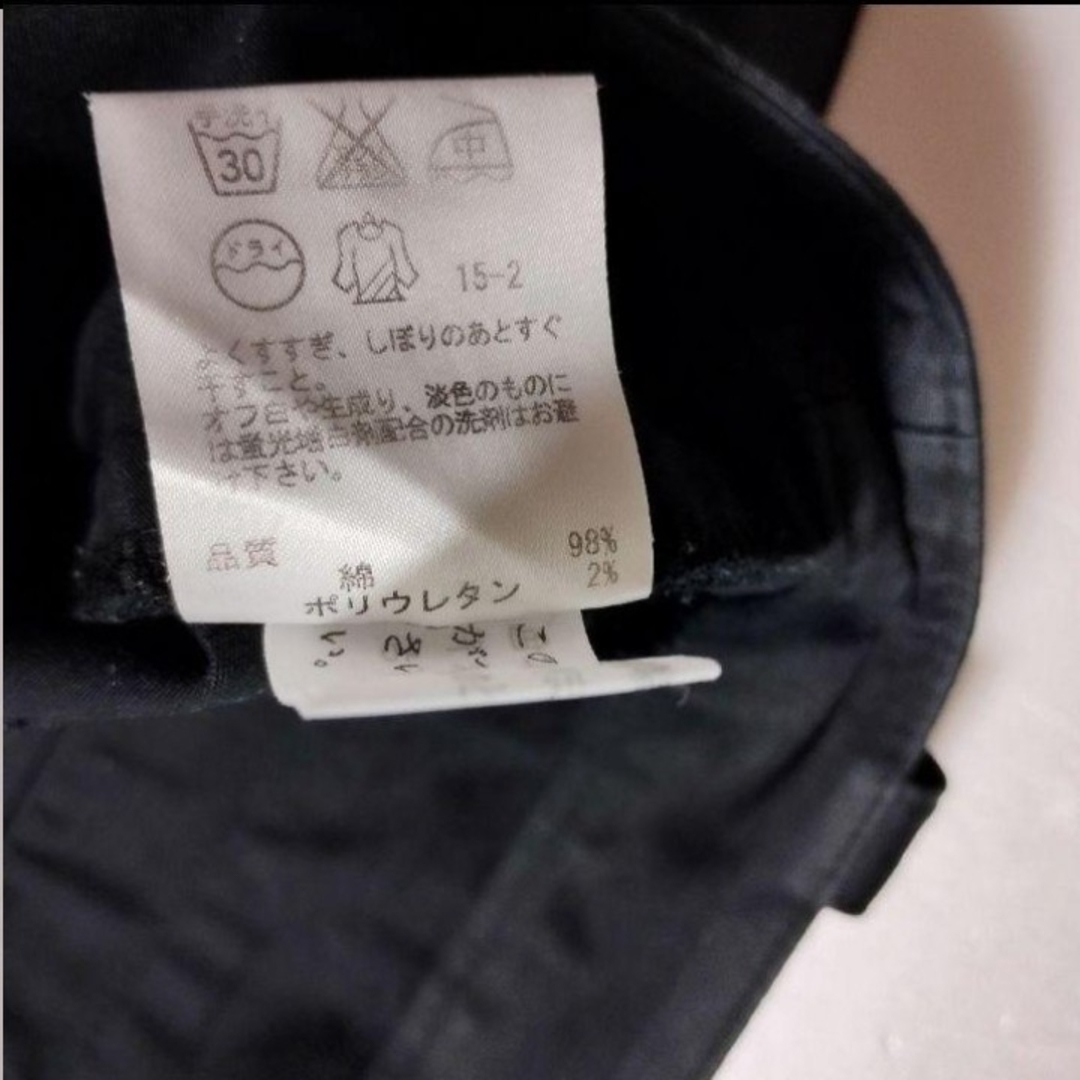 手洗イ
30
中
ドライ
15-2
よくすすぎ、しぼりのあとすぐ
干すこと。
オフ白や生成り、淡色のものに
は蛍光増白剤配合の洗剤はお避
け下さい。
品質
綿 98%
ポリウレタン 2%